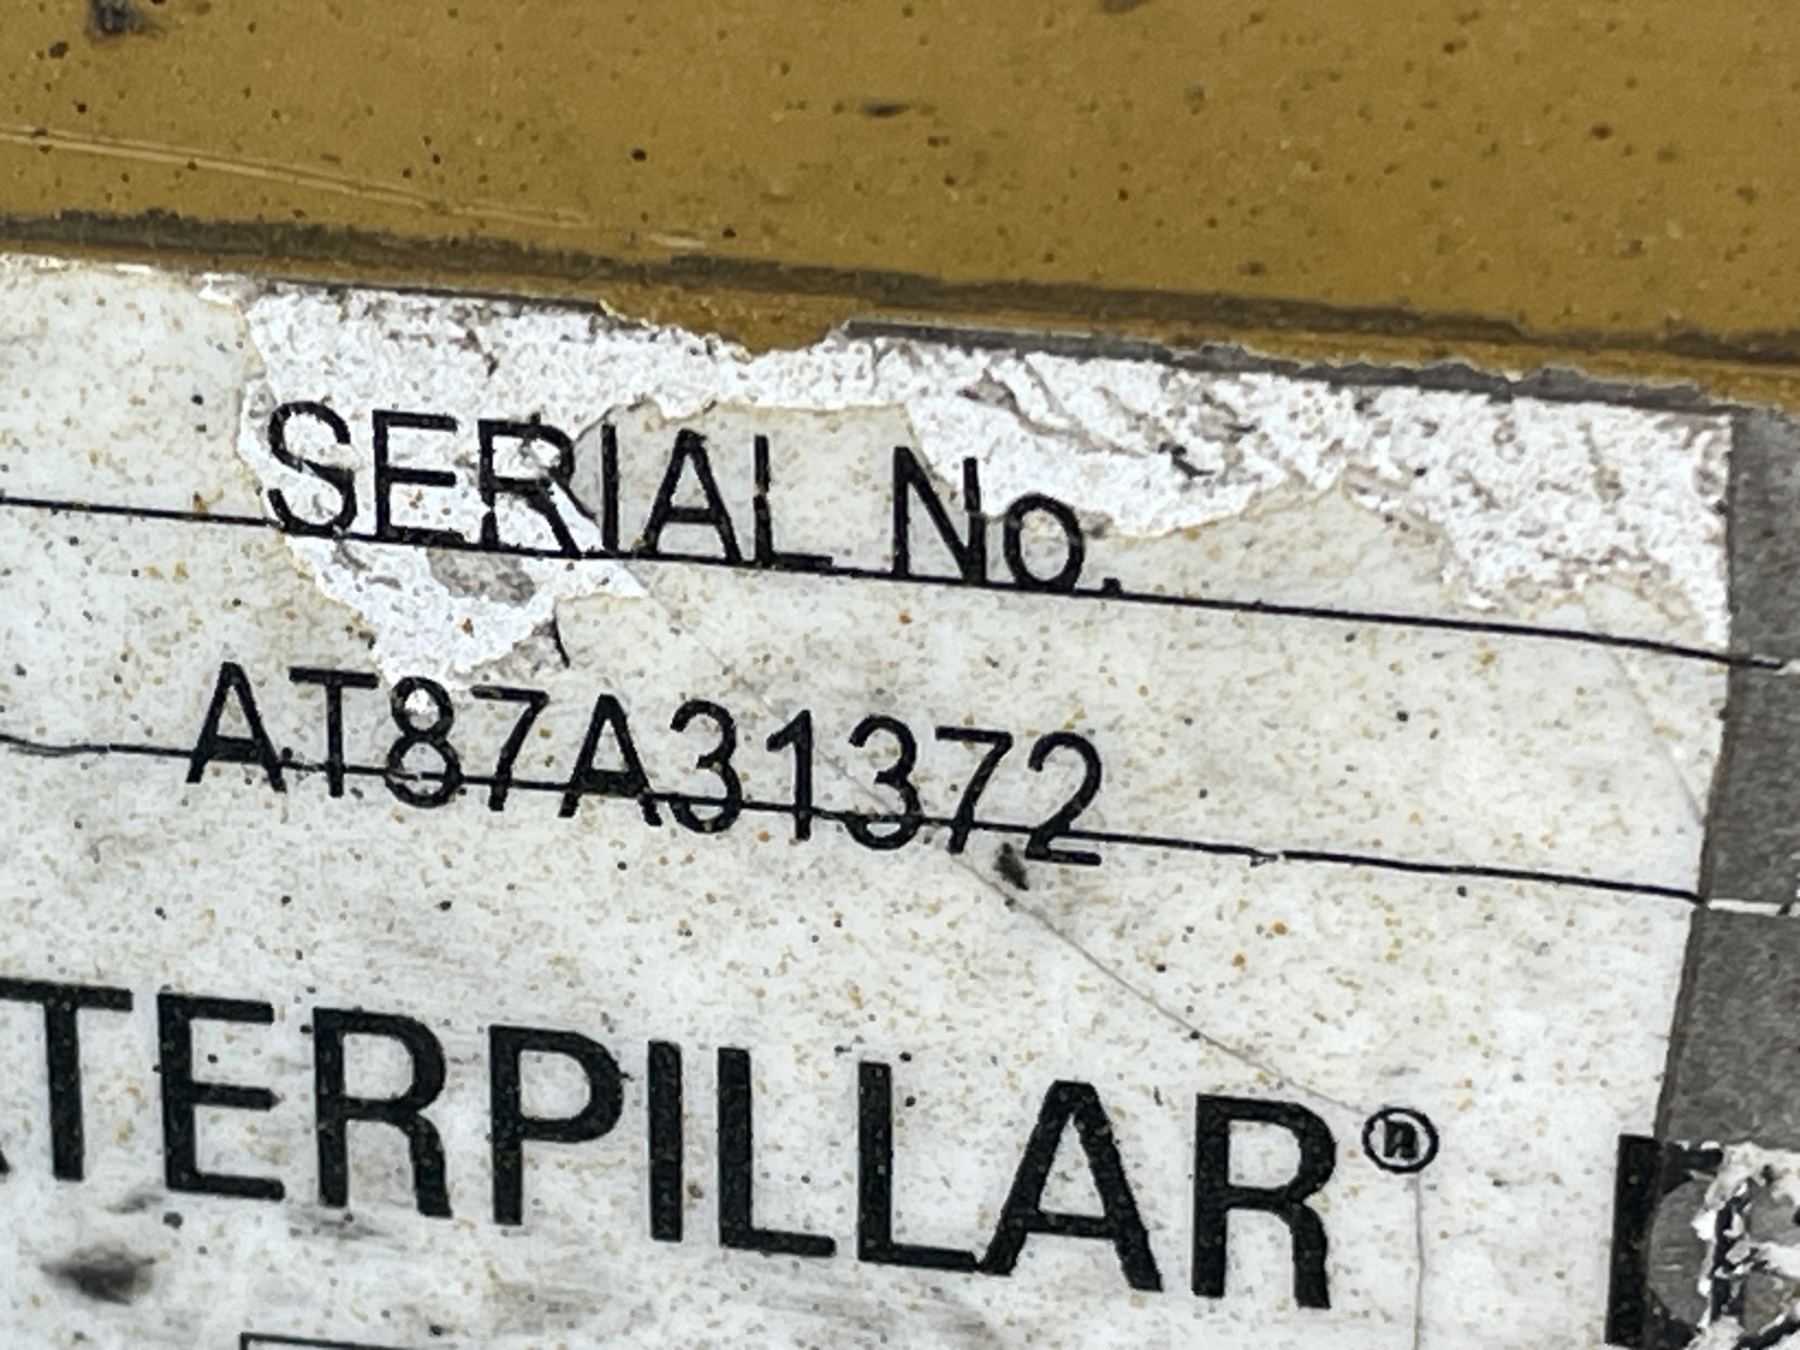 SERIAL No.
AT87A31372
TERPILLAR®